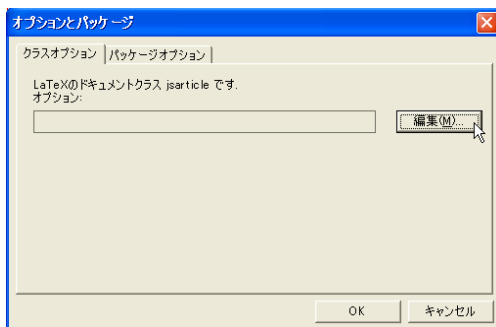 オプションとパッケージ
クラスオプション パッケージオプション
LaTeXのドキュメントクラス jsarticle です.
オプション:
編集(M)...
OK キャンセル